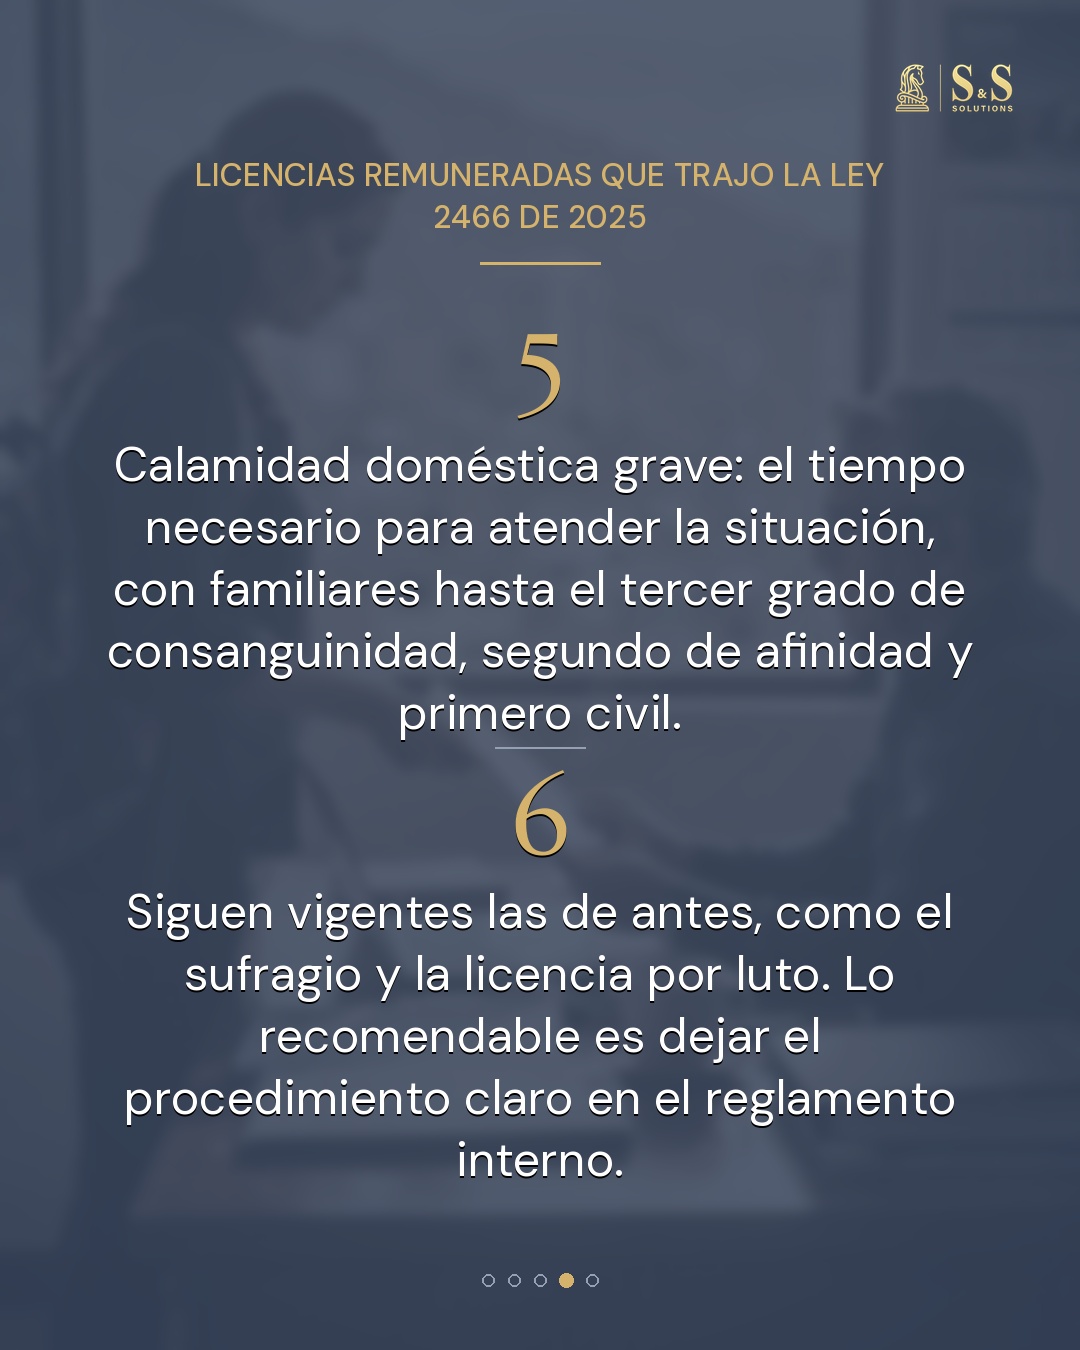 S&S
SOLUTIONS
LICENCIAS REMUNERADAS QUE TRAJO LA LEY
2466 DE 2025
5
Calamidad doméstica grave: el tiempo
necesario para atender la situación,
con familiares hasta el tercer grado de
consanguinidad, segundo de afinidad y
primero civil.
6
Siguen vigentes las de antes, como el
sufragio y la licencia por luto. Lo
recomendable es dejar el
procedimiento claro en el reglamento
interno.